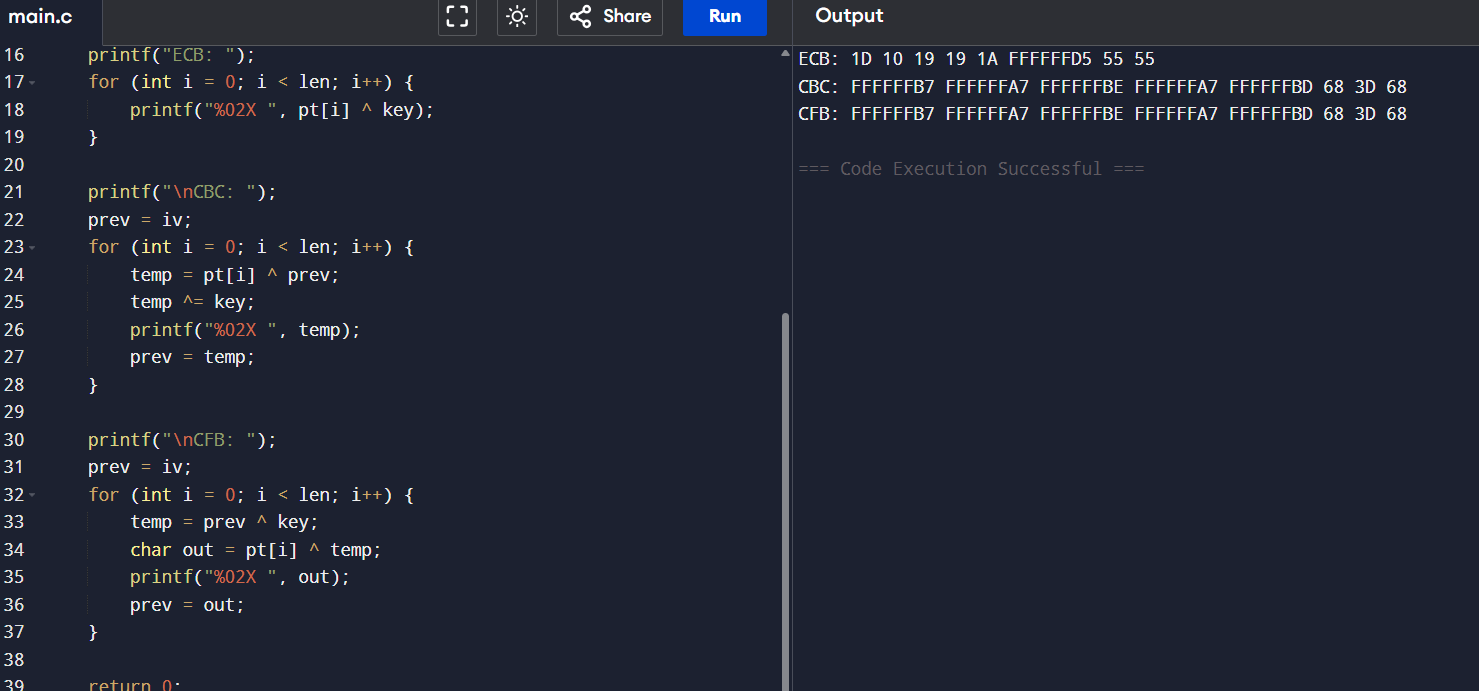 main.c
Share
Run
Output
16 printf("ECB: ");
17 for (int i = 0; i < len; i++) {
18 printf("%02X ", pt[i] ^ key);
19 }
20
21 printf("\nCBC: ");
22 prev = iv;
23 for (int i = 0; i < len; i++) {
24 temp = pt[i] ^ prev;
25 temp ^= key;
26 printf("%02X ", temp);
27 prev = temp;
28 }
29
30 printf("\nCFB: ");
31 prev = iv;
32 for (int i = 0; i < len; i++) {
33 temp = prev ^ key;
34 char out = pt[i] ^ temp;
35 printf("%02X ", out);
36 prev = out;
37 }
38
39 return 0;
ECB: 1D 10 19 19 1A FFFFFFD5 55 55
CBC: FFFFFFB7 FFFFFFA7 FFFFFFBE FFFFFFA7 FFFFFFBD 68 3D 68
CFB: FFFFFFB7 FFFFFFA7 FFFFFFBE FFFFFFA7 FFFFFFBD 68 3D 68
=== Code Execution Successful ===